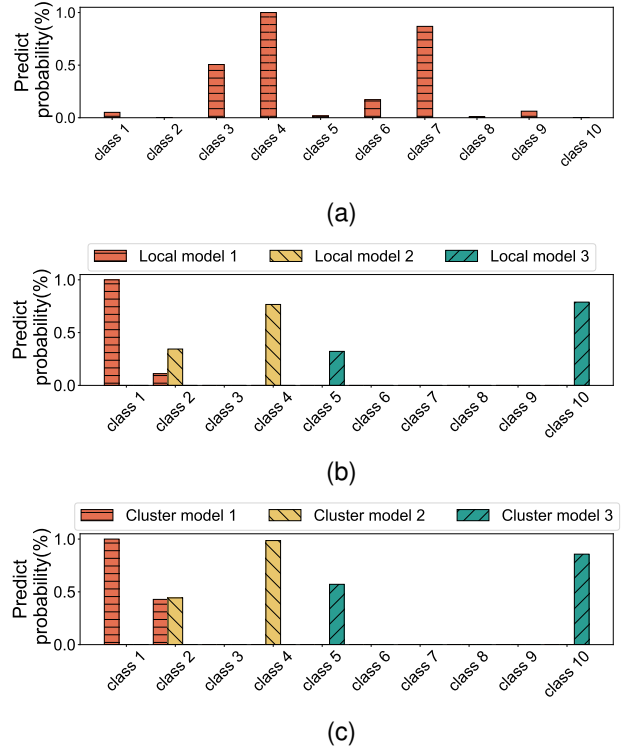 Predict
probability(%)
1.0
0.5
0.0
class 1 class 2 class 3 class 4 class 5 class 6 class 7 class 8 class 9 class 10
(a)
Local model 1 Local model 2 Local model 3
Predict
probability(%)
1.0
0.5
0.0
class 1 class 2 class 3 class 4 class 5 class 6 class 7 class 8 class 9 class 10
(b)
Cluster model 1 Cluster model 2 Cluster model 3
Predict
probability(%)
1.0
0.5
0.0
class 1 class 2 class 3 class 4 class 5 class 6 class 7 class 8 class 9 class 10
(c)